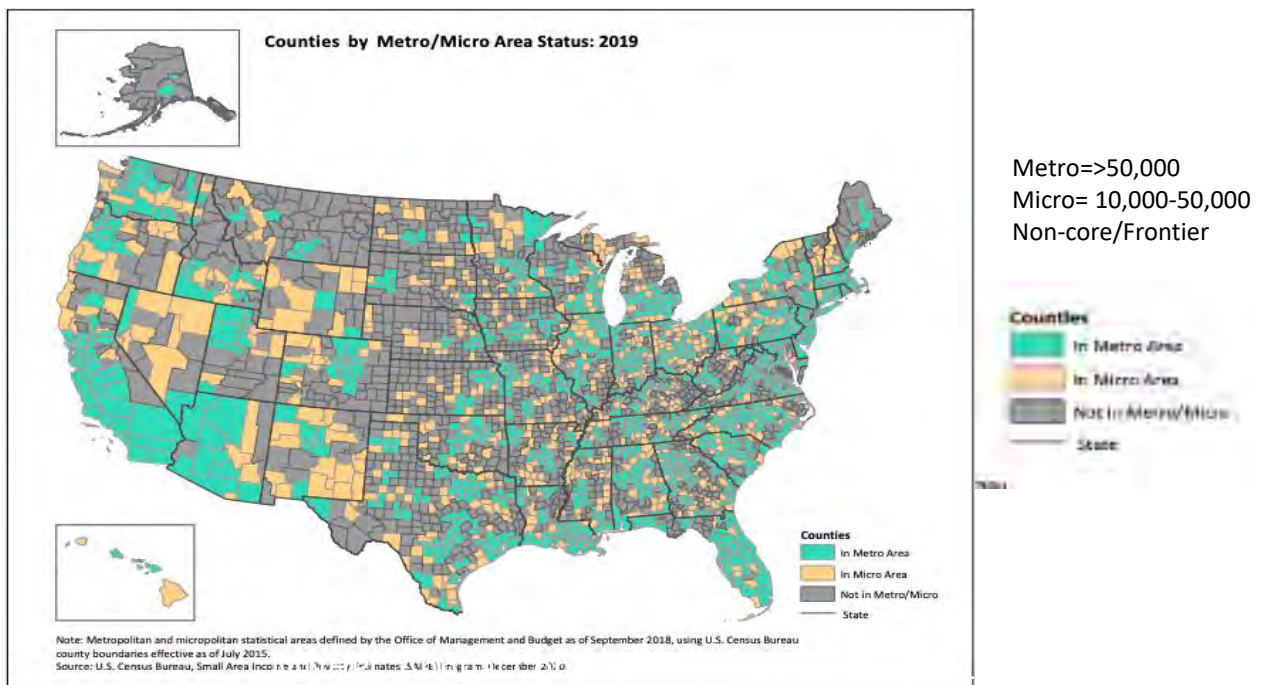 Counties by Metro/Micro Area Status: 2019
Metro=>50,000
Micro= 10,000-50,000
Non-core/Frontier
Counties
In Metro Area
In Micro Area
Not in Metro/Micro
State
Counties
In Metro Area
In Micro Area
Not in Metro/Micro
State
Note: Metropolitan and micropolitan statistical areas defined by the Office of Management and Budget as of September 2018, using U.S. Census Bureau
county boundaries effective as of July 2015.
Source: U.S. Census Bureau, Small Area Income and